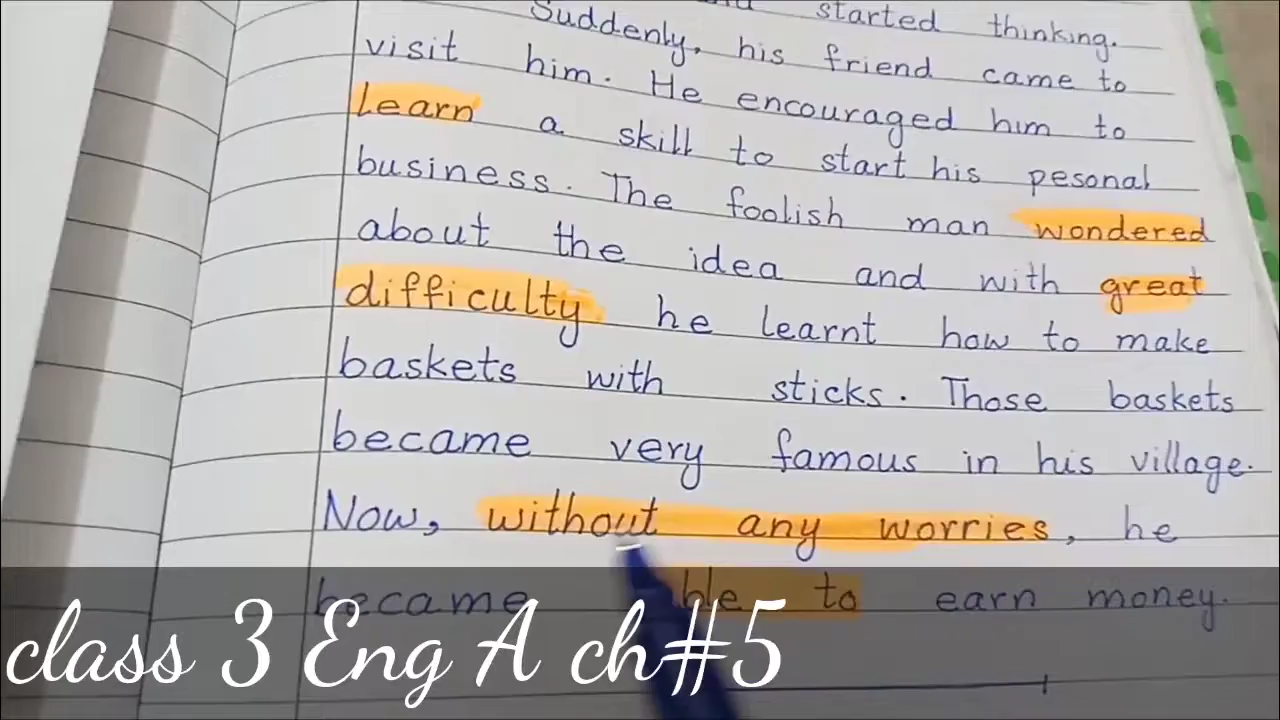 started thinking.
Suddenly, his friend came to
visit him. He encouraged him to
learn a skill to start his pesonal
business. The foolish man wondered
about the idea and with great
difficulty he learnt how to make
baskets with sticks. Those baskets
became very famous in his village.
Now, without any worries, he
became ble to earn money.
class 3 Eng A ch#5